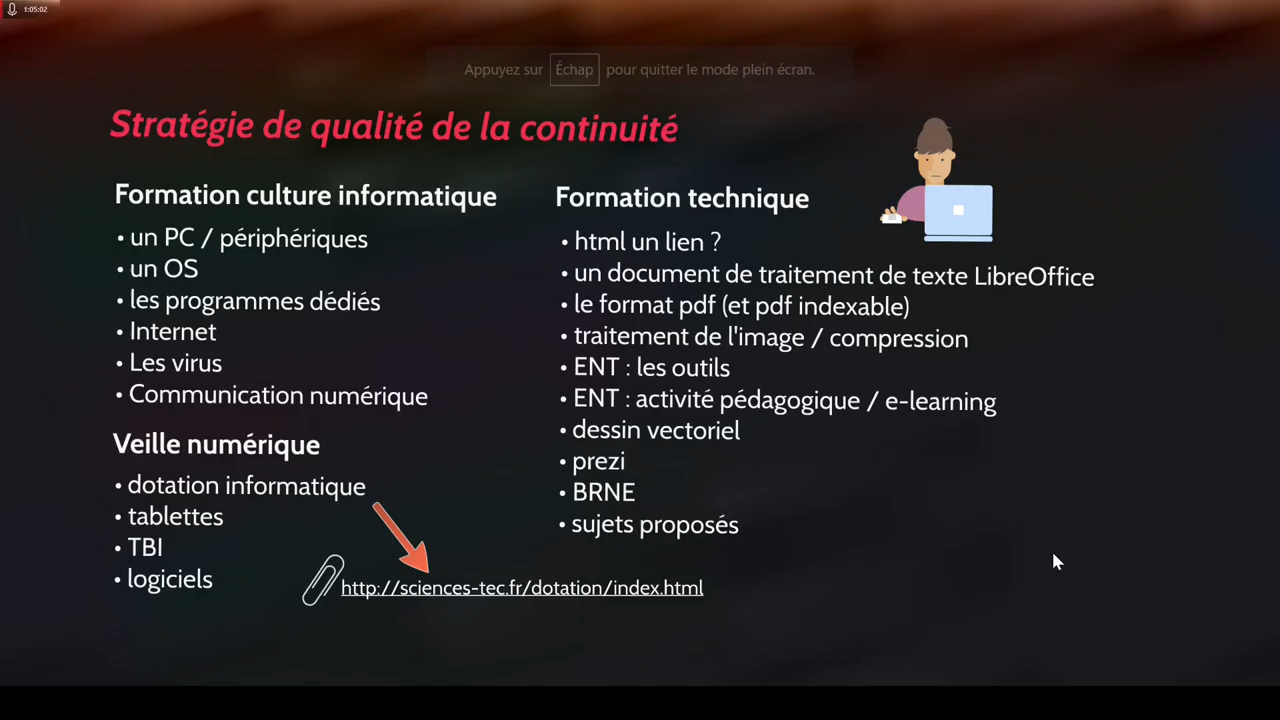 1:05:02
Appuyez sur Échap pour quitter le mode plein écran.
Stratégie de qualité de la continuité
Formation culture informatique
• un PC / périphériques
• un OS
• les programmes dédiés
• Internet
• Les virus
• Communication numérique
Veille numérique
• dotation informatique
• tablettes
• TBI
• logiciels
http://sciences-tec.fr/dotation/index.html
Formation technique
• html un lien ?
• un document de traitement de texte LibreOffice
• le format pdf (et pdf indexable)
• traitement de l'image / compression
• ENT : les outils
• ENT : activité pédagogique / e-learning
• dessin vectoriel
• prezi
• BRNE
• sujets proposés